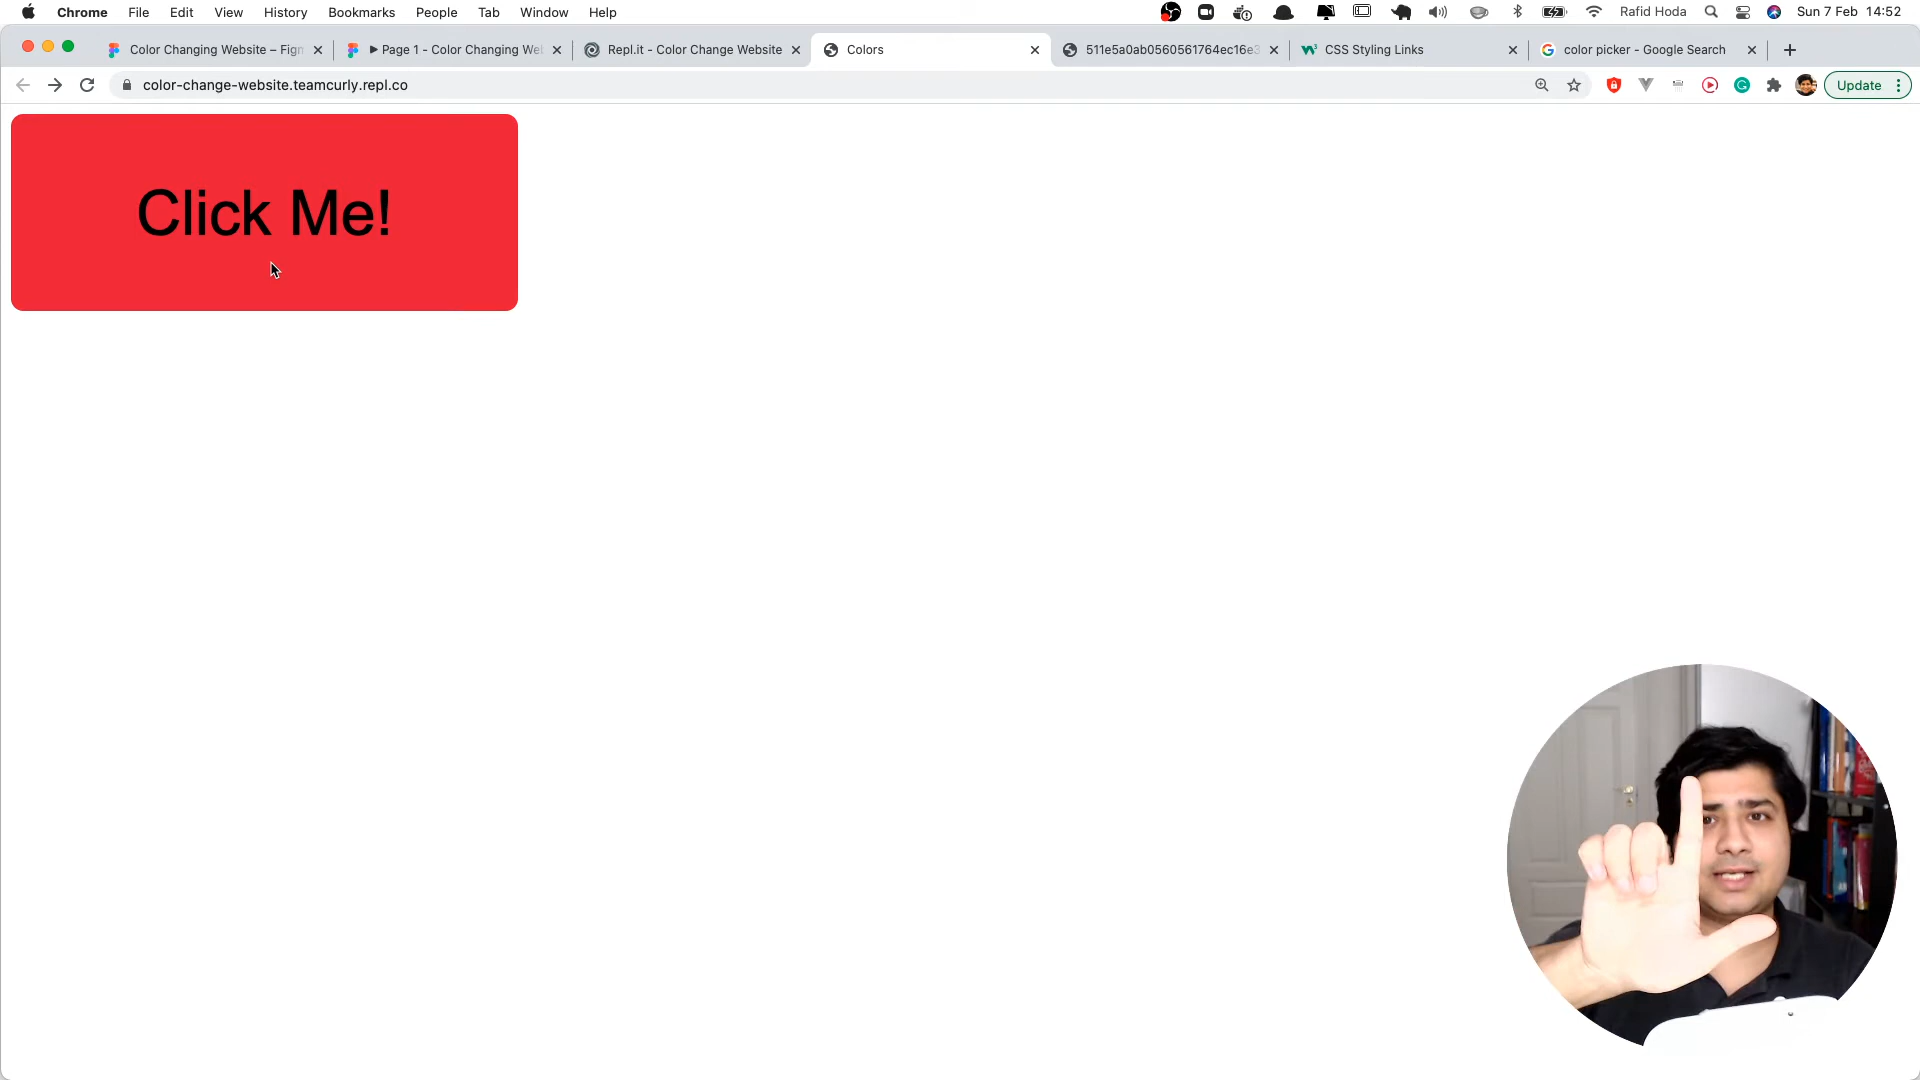 Chrome File Edit View History Bookmarks People Tab Window Help Rafid Hoda Sun 7 Feb 14:52
Color Changing Website – Figm Page 1 - Color Changing Wel Repl.it - Color Change Website Colors 511e5a0ab0560561764ec16e3 CSS Styling Links color picker - Google Search
color-change-website.teamcurly.repl.co Update
Click Me!